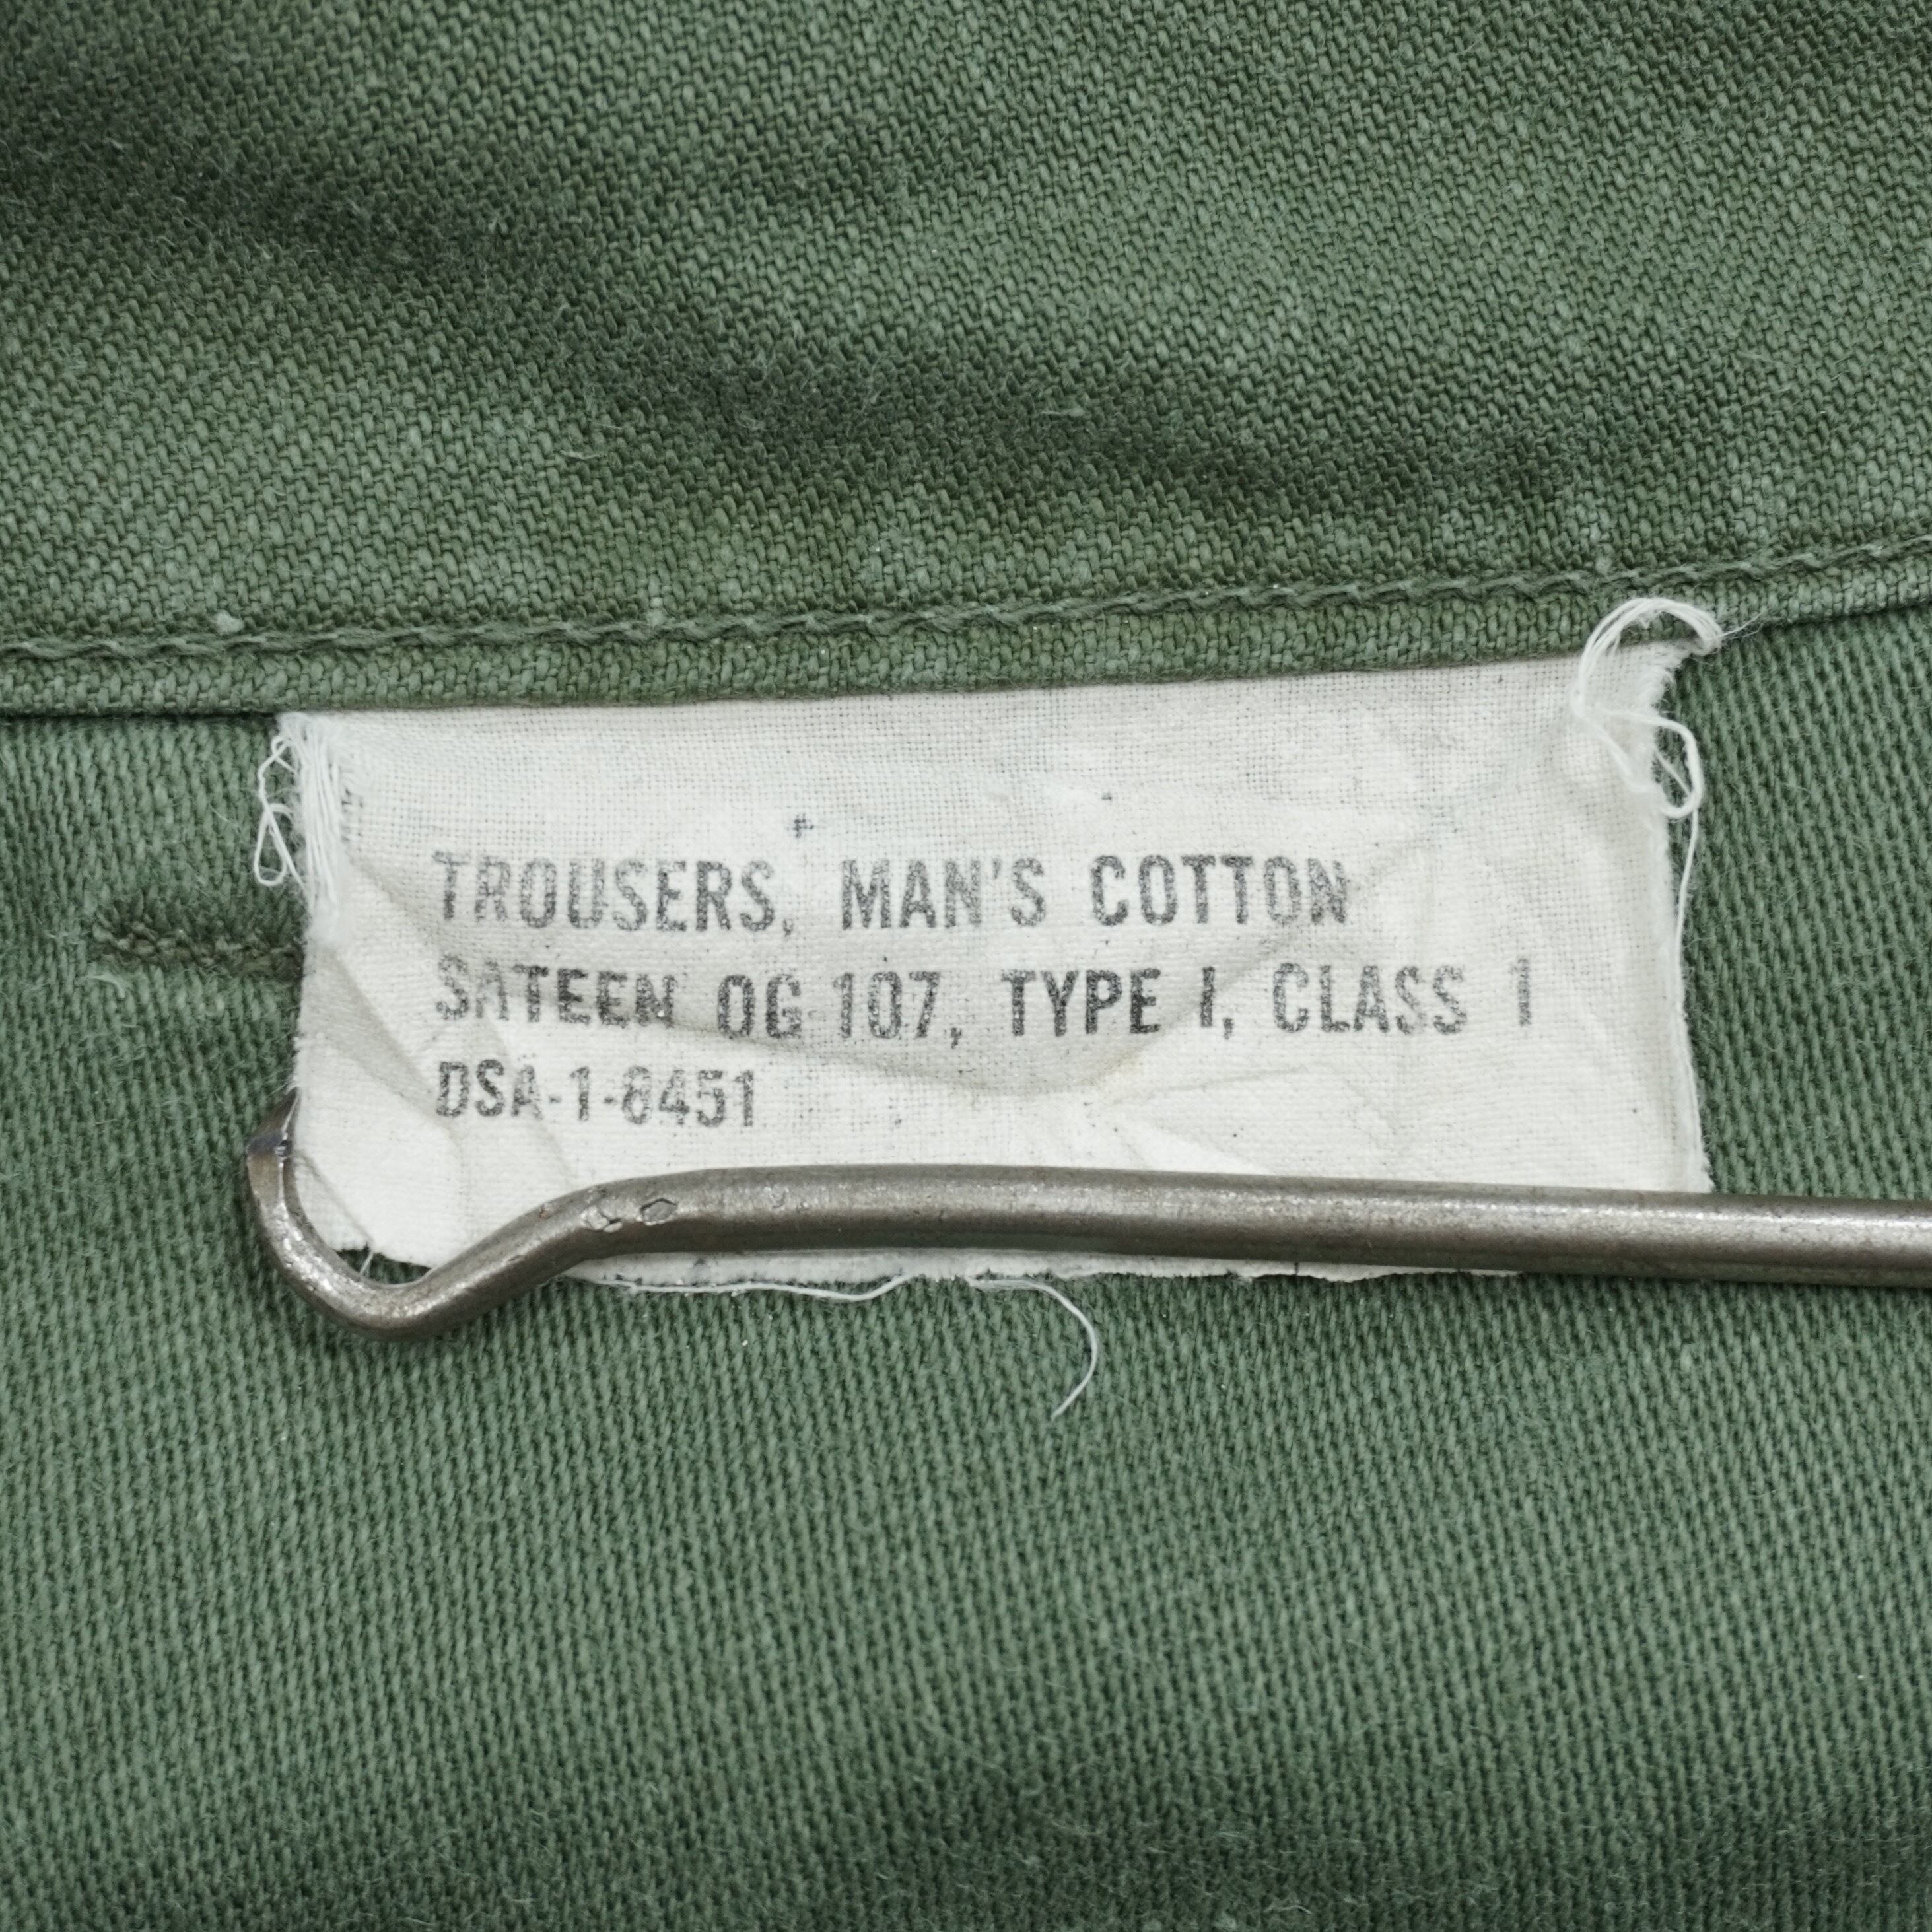 TROUSERS, MAN'S COTTON
SATEEN OG 107, TYPE I, CLASS 1
DSA-1-8451